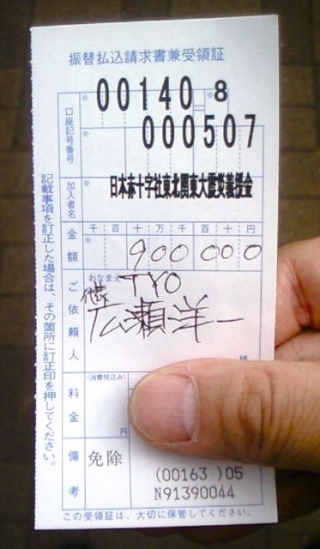 振替払込請求書兼受領証
口座記号番号
00140 8
000507
加入者名
日本赤十字社東北関東大震災義援金
金額
千 百 十 万 千 百 十 円
900000
ご依頼人
おなまえ
TYO
広瀬洋一
様
料金
(消費税込み)
円
備考
免除
(00163 )05
N91390044
記載事項を訂正した場合は、その箇所に訂正印を押してください。
この受領証は、大切に保管してください。